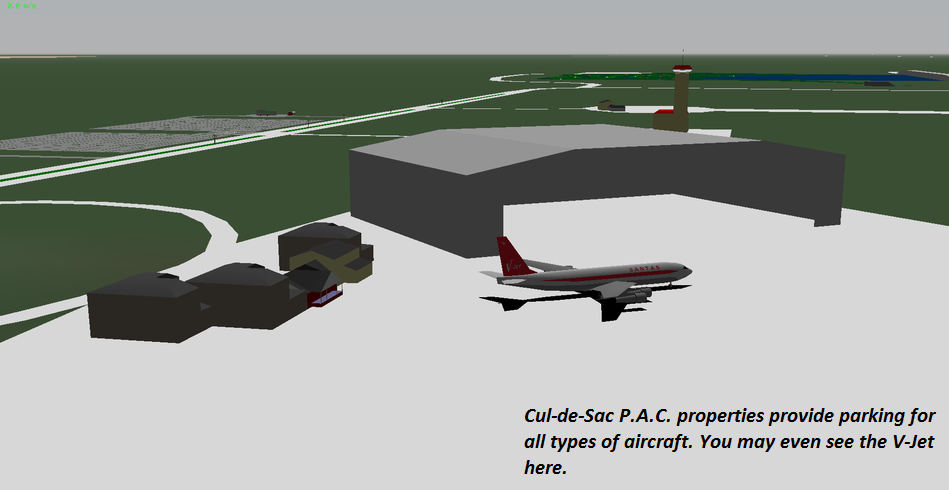 QANTAS
Cul-de-Sac P.A.C. properties provide parking for
all types of aircraft. You may even see the V-Jet
here.